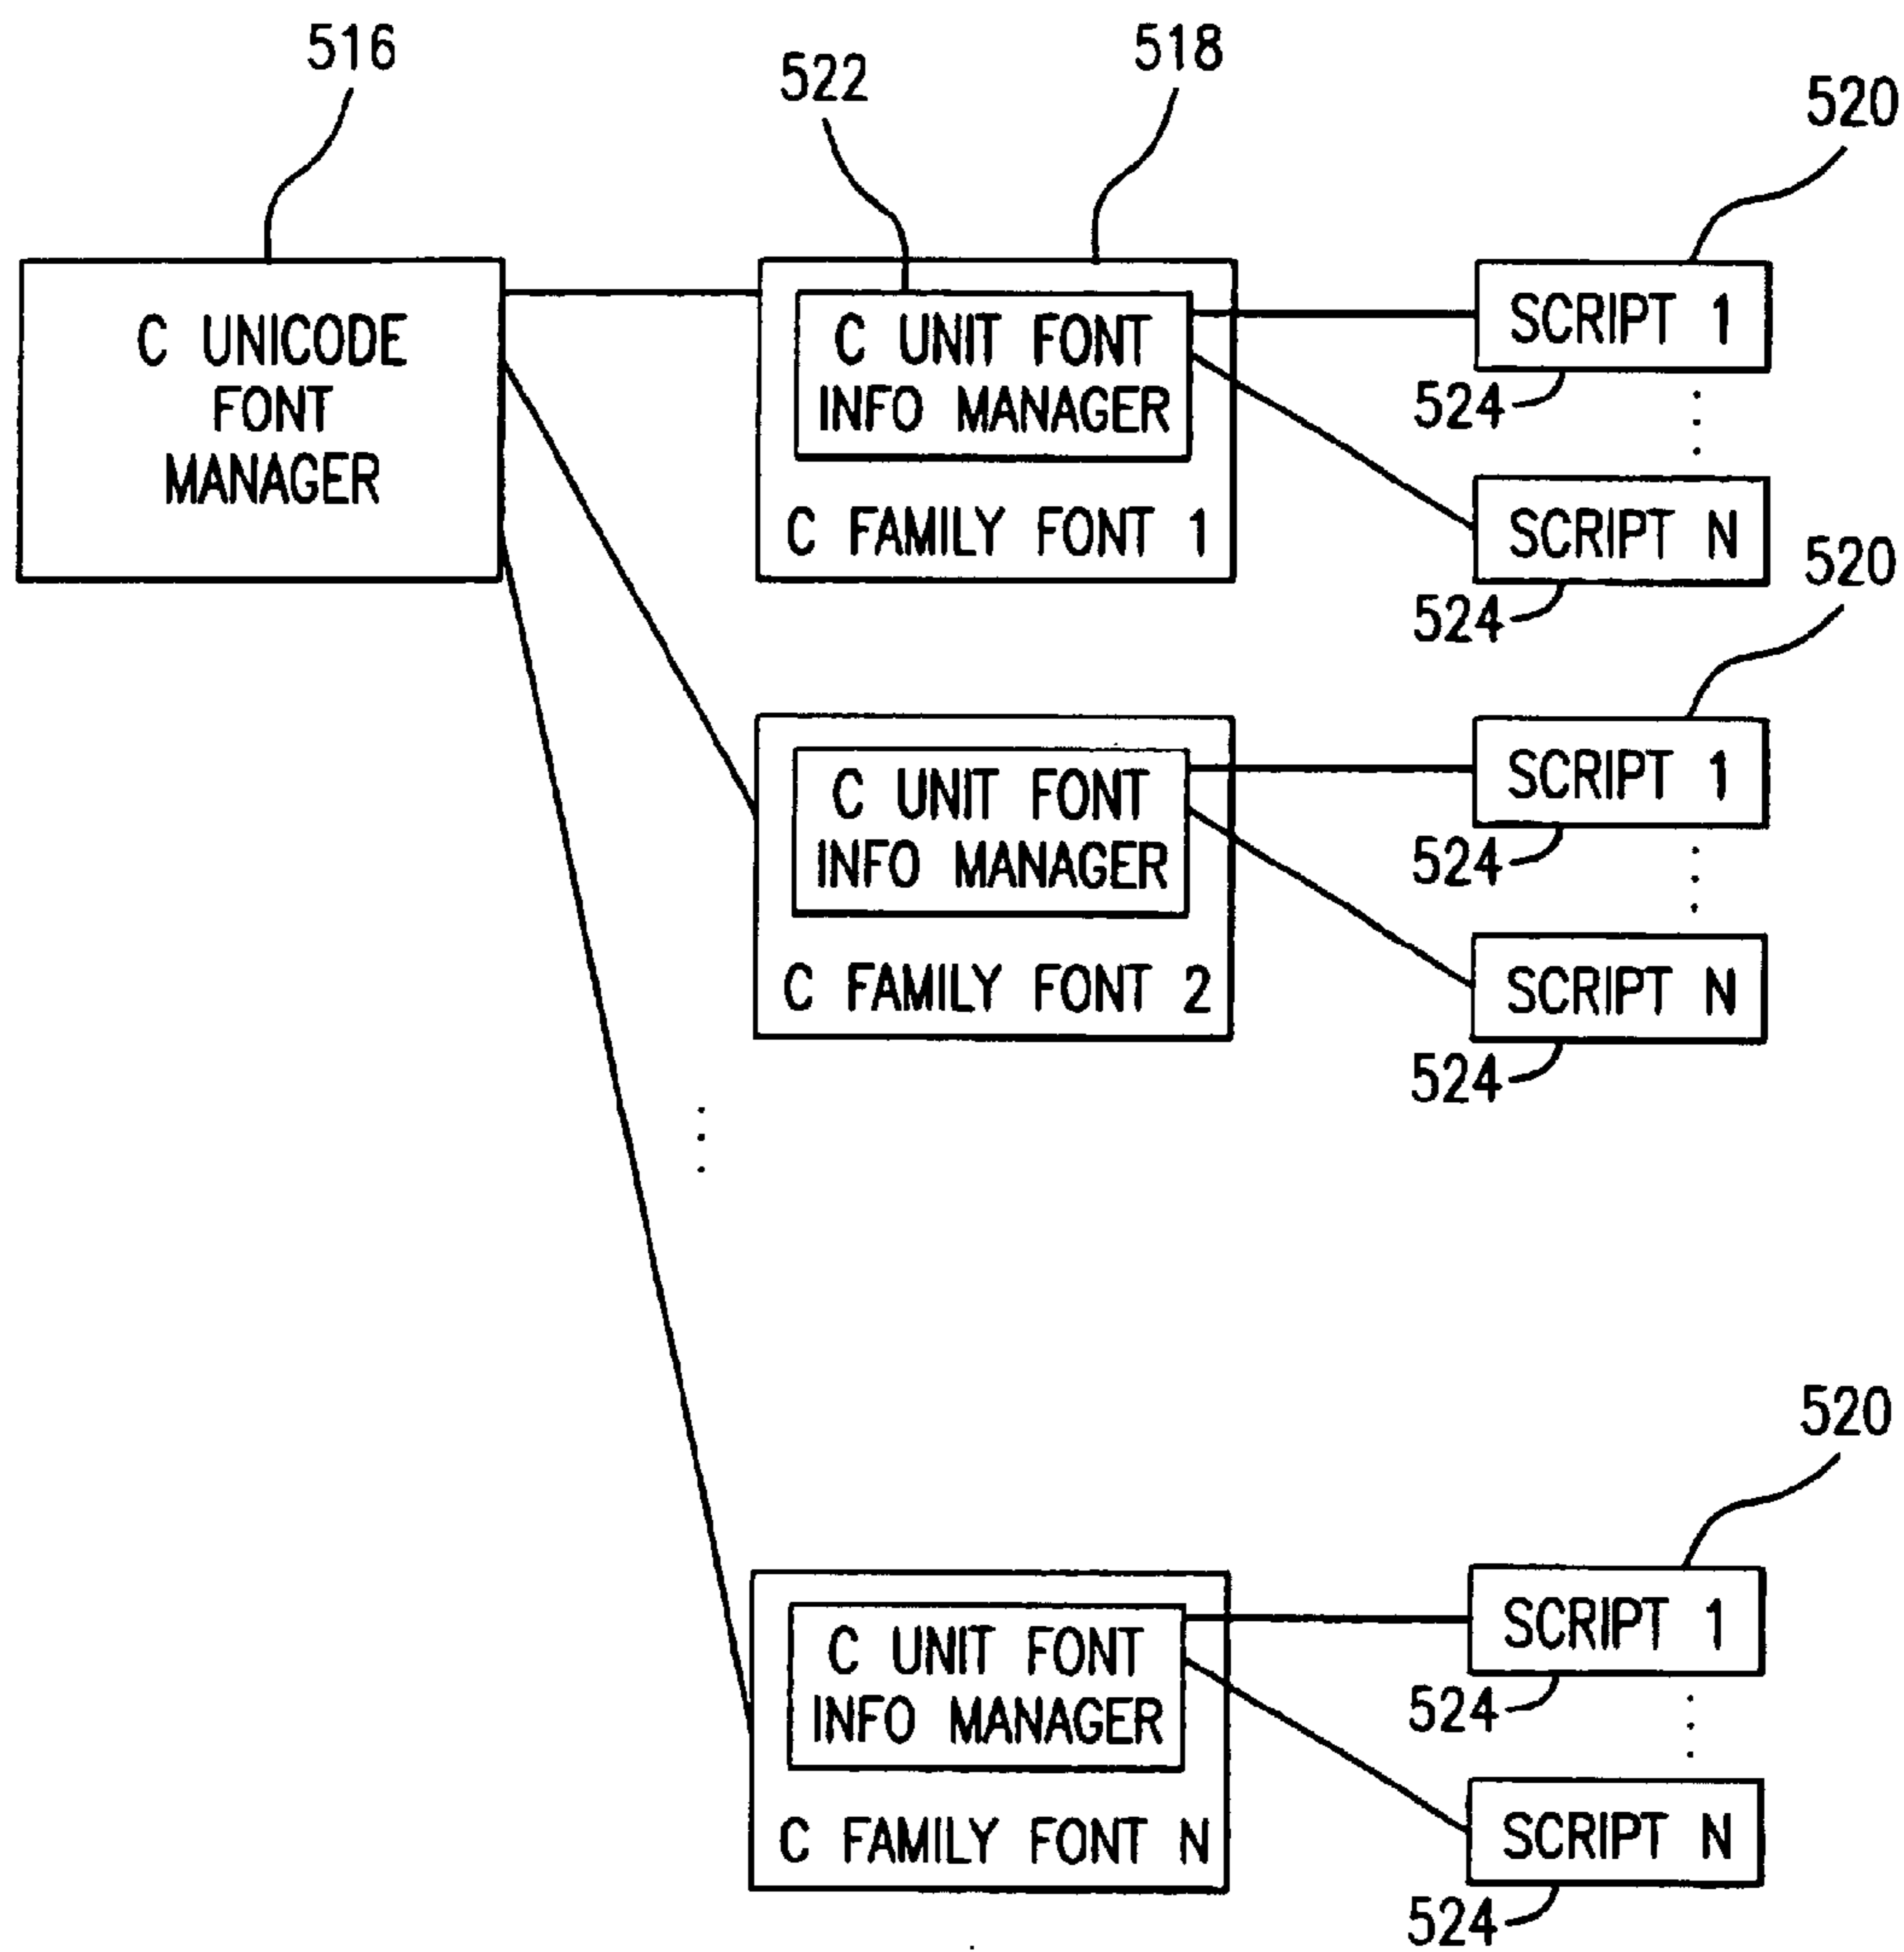 516
522
518
520
C UNICODE
FONT
MANAGER
C UNIT FONT
INFO MANAGER
C FAMILY FONT 1
SCRIPT 1
524
SCRIPT N
524
520
C UNIT FONT
INFO MANAGER
C FAMILY FONT 2
SCRIPT 1
524
SCRIPT N
524
520
C UNIT FONT
INFO MANAGER
C FAMILY FONT N
SCRIPT 1
524
SCRIPT N
524